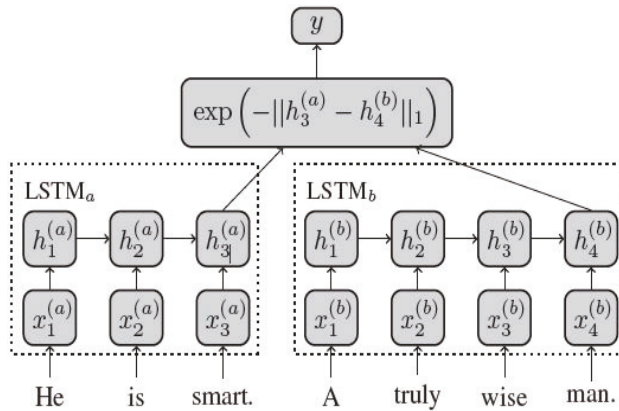 y
exp (−||h₃⁽ᵃ⁾ − h₄⁽ᵇ⁾||₁)
LSTMₐ LSTM_b
h₁⁽ᵃ⁾ h₂⁽ᵃ⁾ h₃⁽ᵃ⁾ h₁⁽ᵇ⁾ h₂⁽ᵇ⁾ h₃⁽ᵇ⁾ h₄⁽ᵇ⁾
x₁⁽ᵃ⁾ x₂⁽ᵃ⁾ x₃⁽ᵃ⁾ x₁⁽ᵇ⁾ x₂⁽ᵇ⁾ x₃⁽ᵇ⁾ x₄⁽ᵇ⁾
He is smart. A truly wise man.